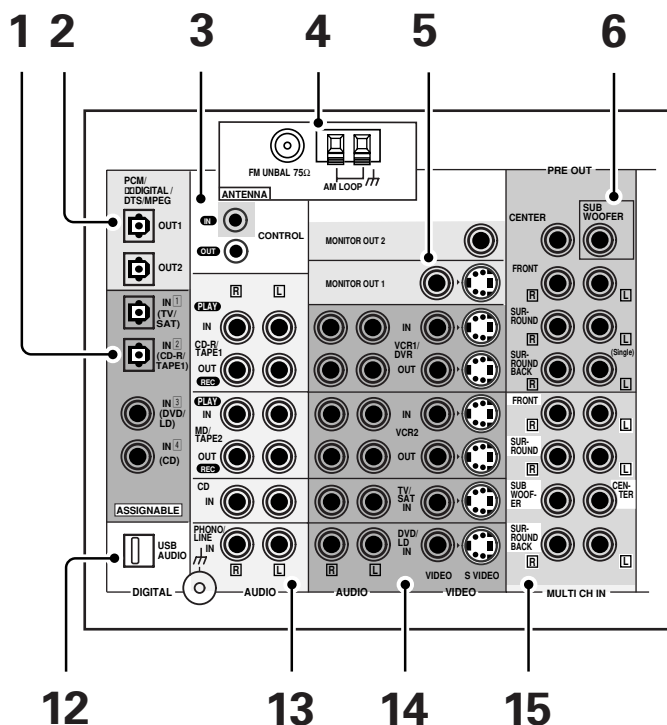 1 2 3 4 5 6
FM UNBAL 75Ω
AM LOOP
ANTENNA
PCM/
DIGITAL /
DTS/MPEG
OUT1
OUT2
IN 1
(TV/
SAT)
IN 2
(CD-R/
TAPE1)
IN 3
(DVD/
LD)
IN 4
(CD)
ASSIGNABLE
USB
AUDIO
DIGITAL
IN
OUT
CONTROL
R L
PLAY
IN
CD-R/
TAPE1
OUT
REC
PLAY
IN
MD/
TAPE2
OUT
REC
CD
IN
PHONO/
LINE
IN
R L
AUDIO
MONITOR OUT 2
MONITOR OUT 1
IN
VCR1/
DVR
OUT
IN
VCR2
OUT
TV/
SAT
IN
DVD/
LD
IN
R L
VIDEO S VIDEO
AUDIO
VIDEO
PRE OUT
CENTER
SUB
WOOFER
FRONT
R L
SUR-
ROUND
R L
SUR-
ROUND
BACK
(Single)
R L
FRONT
R L
SUR-
ROUND
R L
SUB
WOOF-
ER
CEN-
TER
SUR-
ROUND
BACK
R L
MULTI CH IN
12 13 14 15